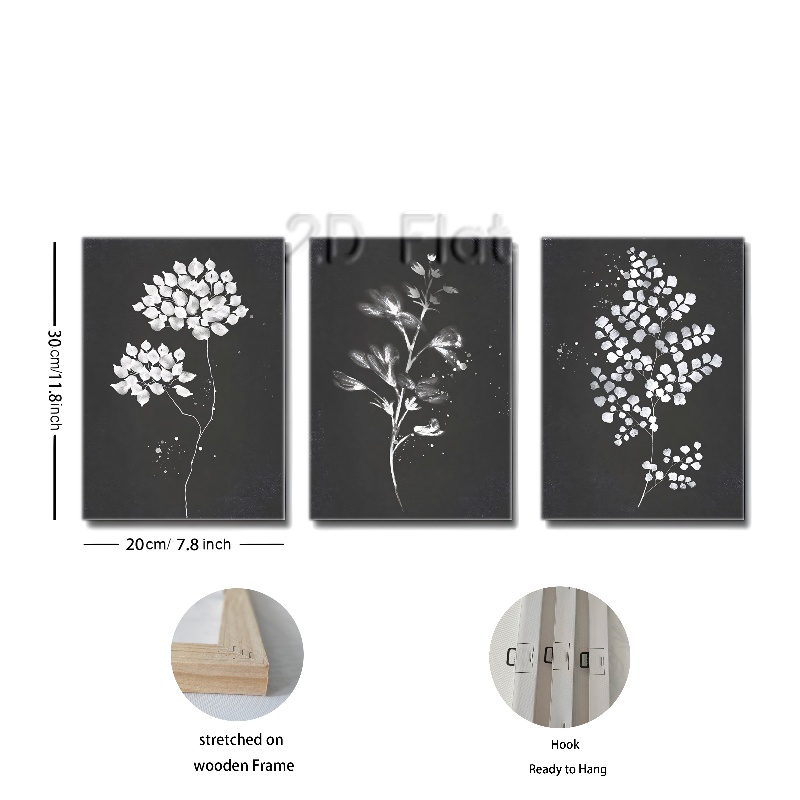 2D Flat
30cm/11.8inch
20cm/ 7.8 inch
stretched on
wooden Frame
Hook
Ready to Hang